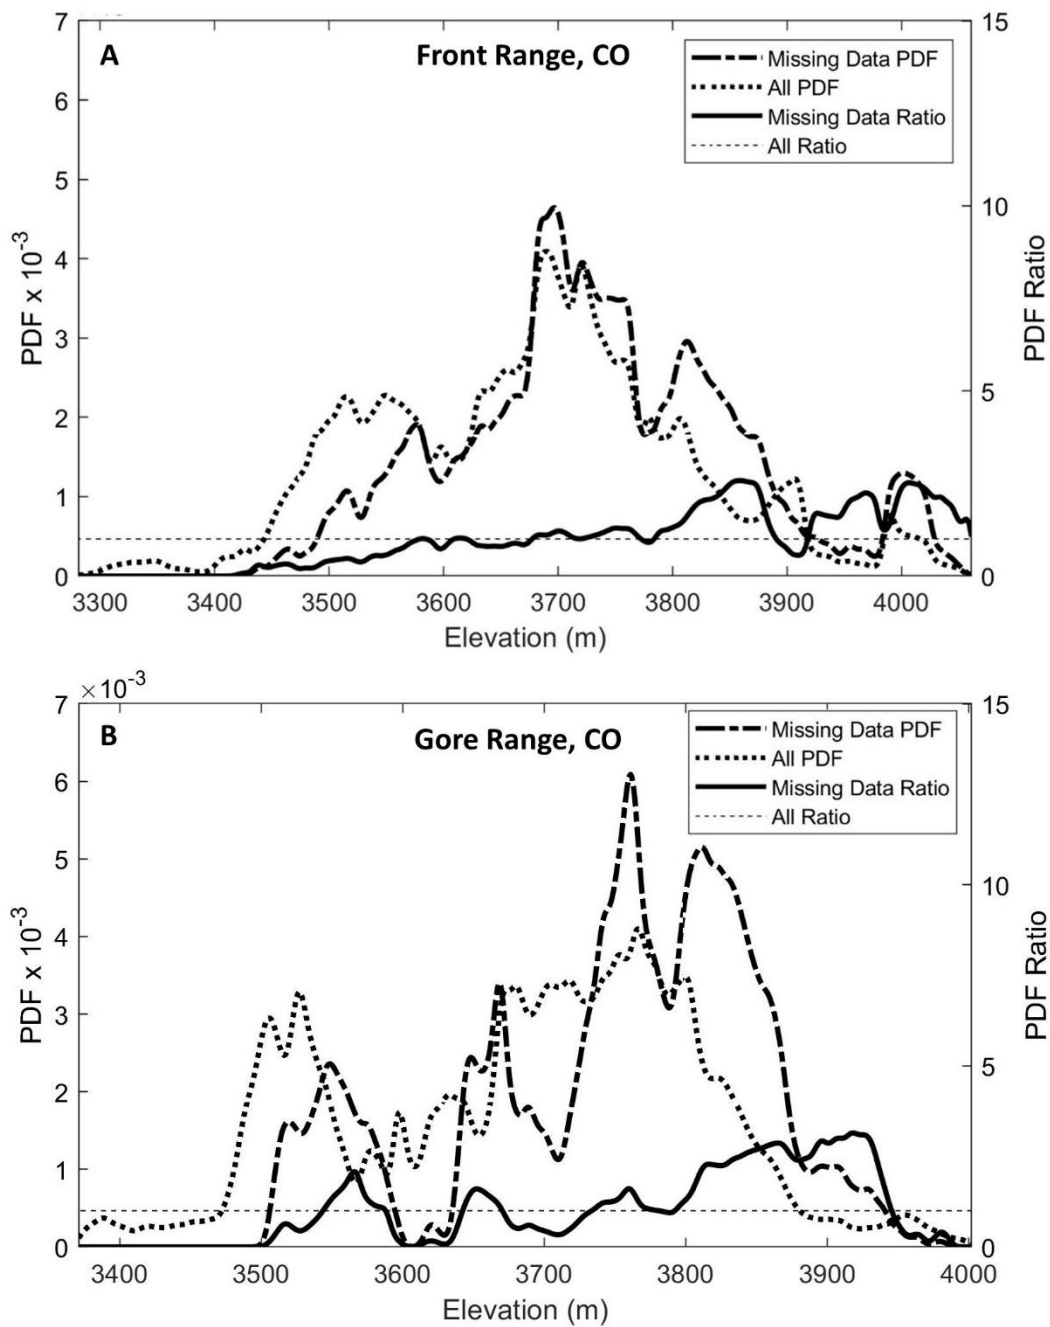 A
Front Range, CO
Missing Data PDF
All PDF
Missing Data Ratio
All Ratio
7
6
5
4
3
2
1
0
PDF x 10-3
15
10
5
0
PDF Ratio
3300 3400 3500 3600 3700 3800 3900 4000
Elevation (m)
×10-3
B
Gore Range, CO
Missing Data PDF
All PDF
Missing Data Ratio
All Ratio
7
6
5
4
3
2
1
0
PDF x 10-3
15
10
5
0
PDF Ratio
3400 3500 3600 3700 3800 3900 4000
Elevation (m)